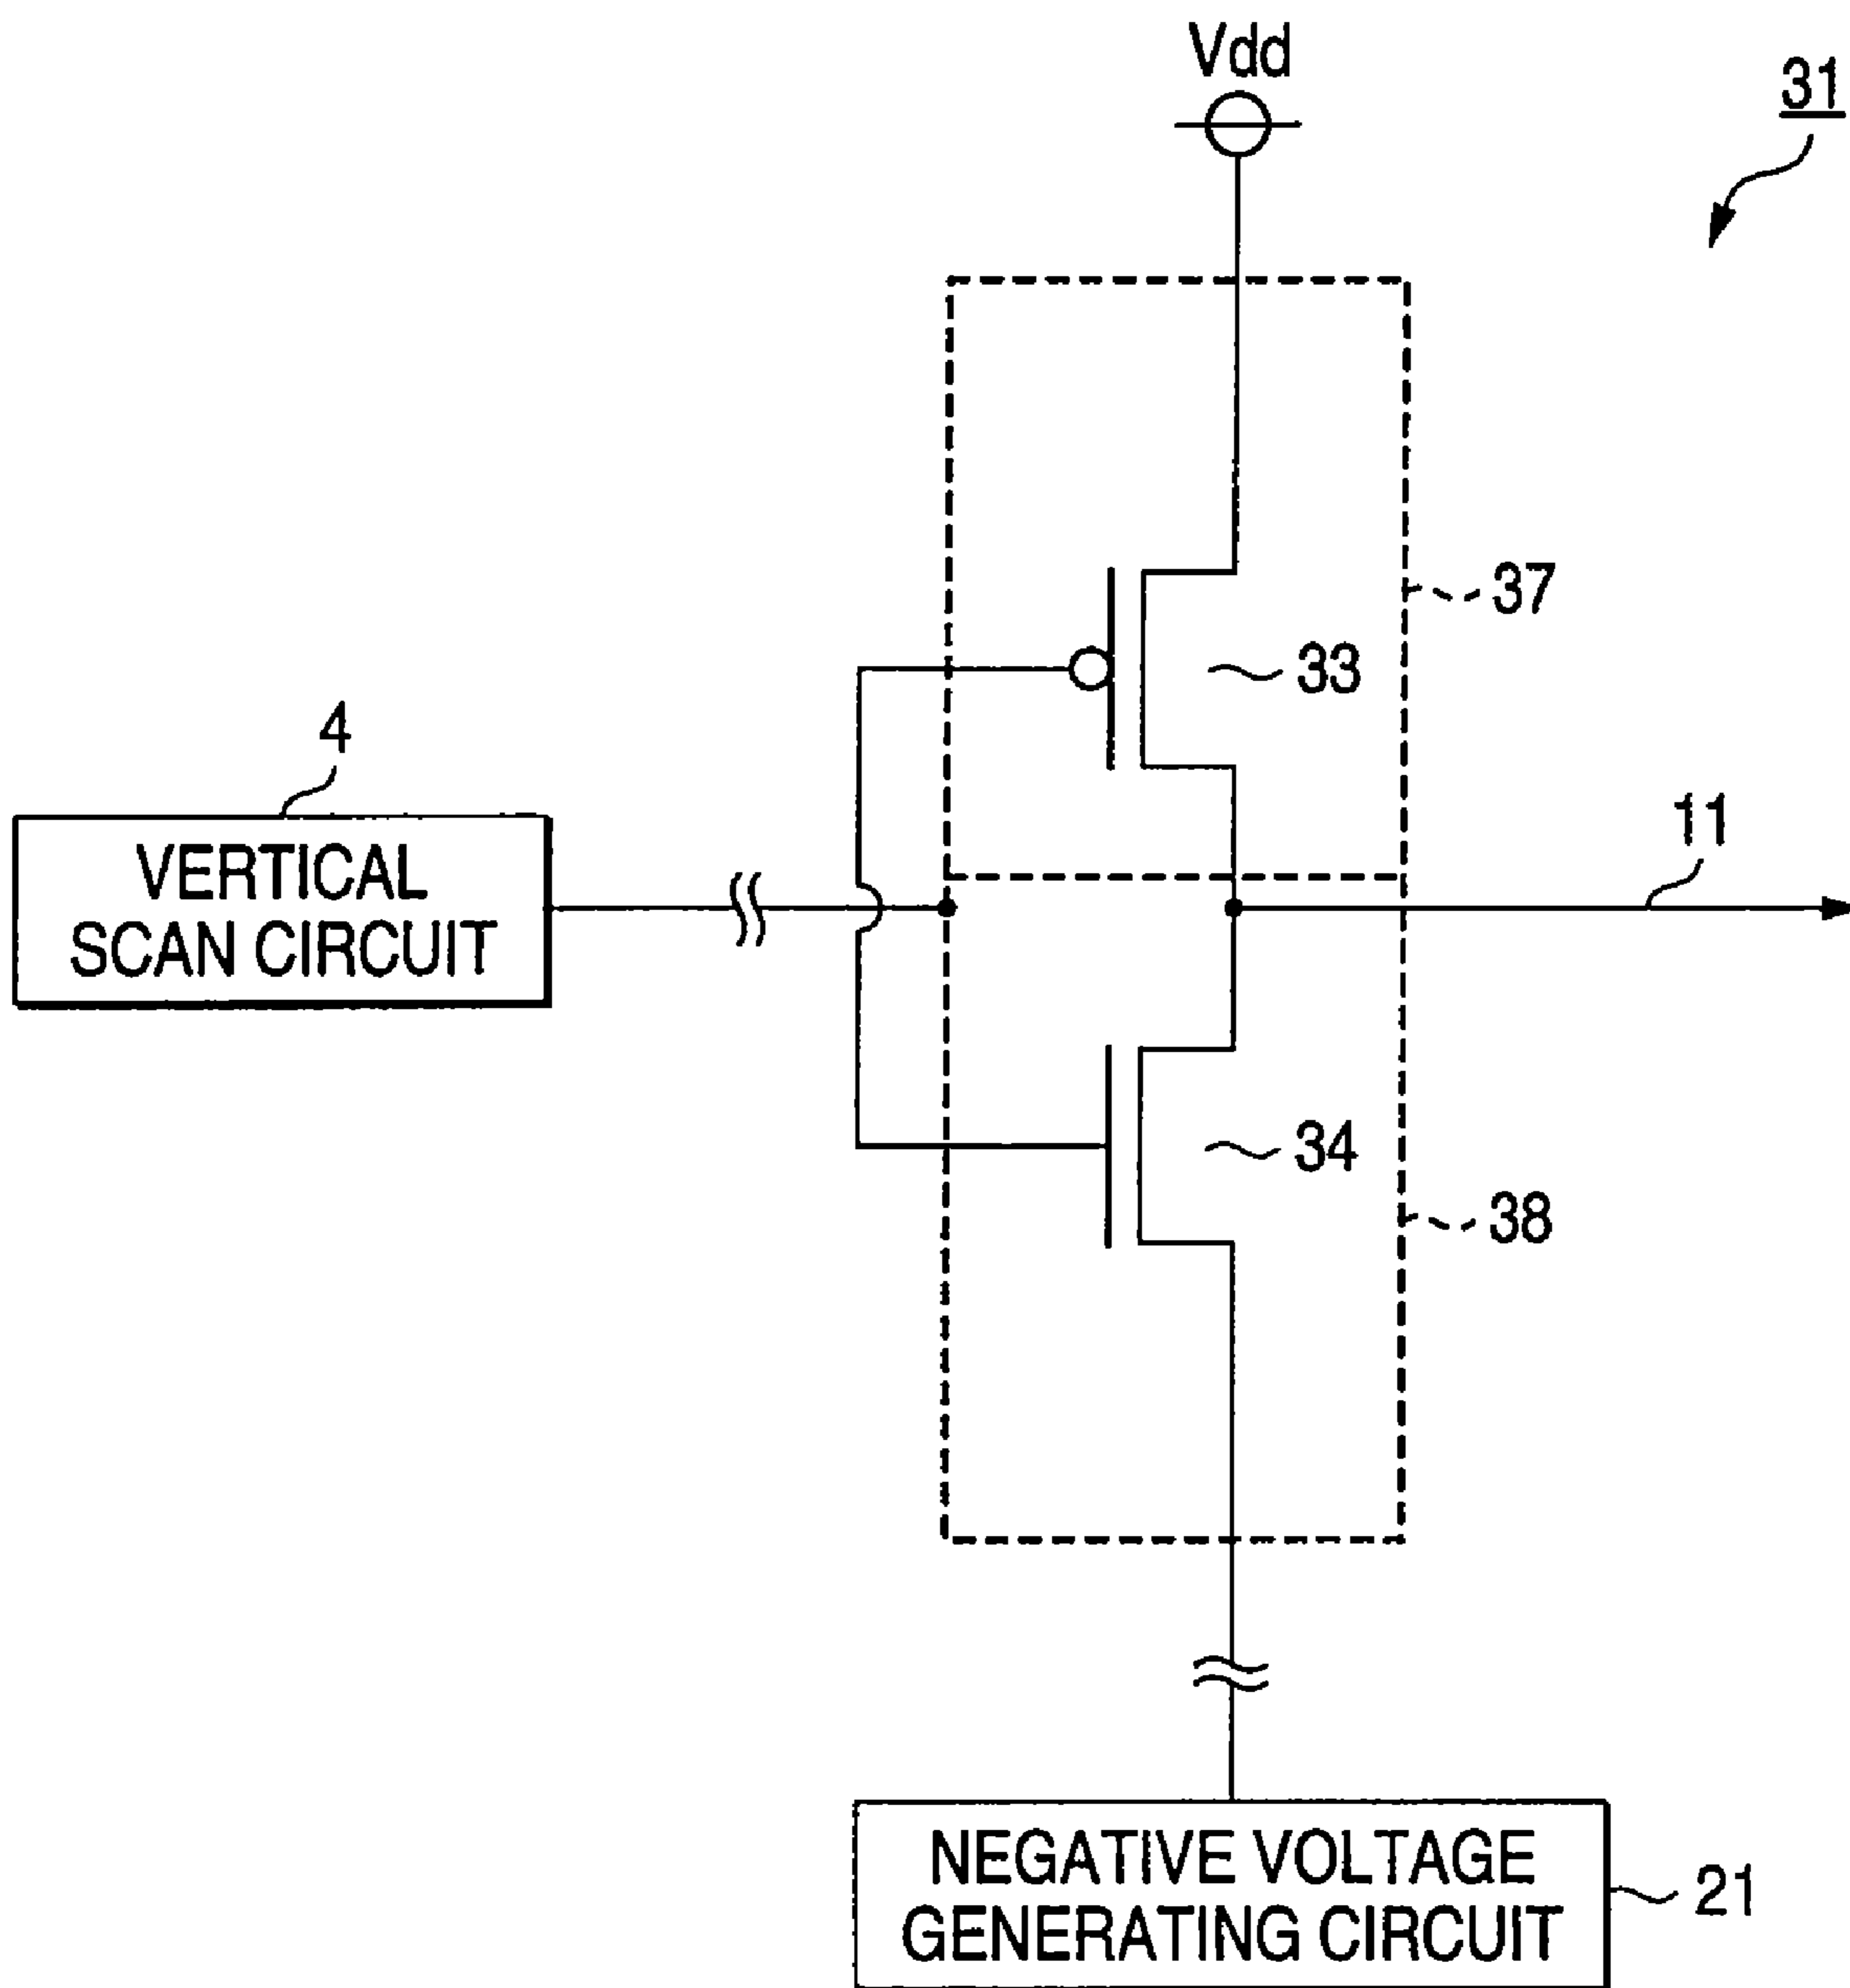 Vdd
31
37
33
4
VERTICAL
SCAN CIRCUIT
11
34
38
NEGATIVE VOLTAGE
GENERATING CIRCUIT
21